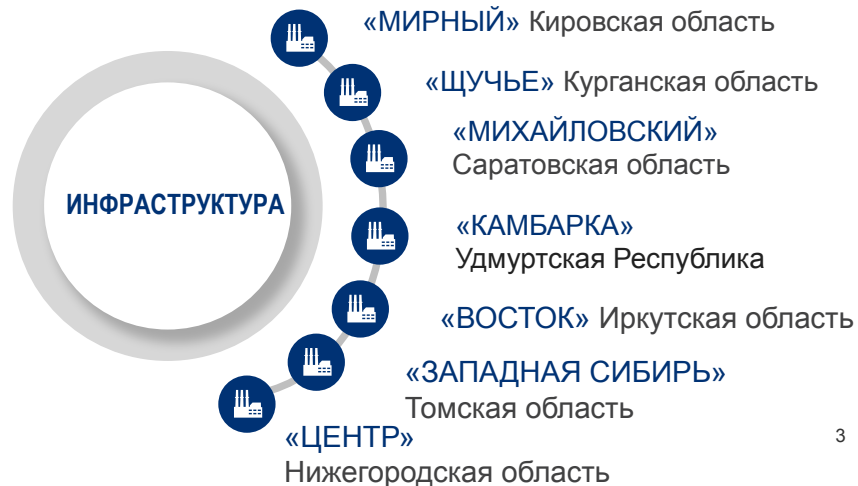 «МИРНЫЙ» Кировская область
«ЩУЧЬЕ» Курганская область
«МИХАЙЛОВСКИЙ»
Саратовская область
ИНФРАСТРУКТУРА
«КАМБАРКА»
Удмуртская Республика
«ВОСТОК» Иркутская область
«ЗАПАДНАЯ СИБИРЬ»
Томская область
«ЦЕНТР»
Нижегородская область
3